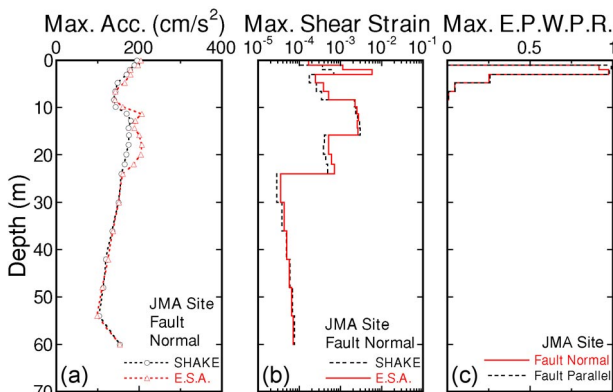 Max. Acc. (cm/s²)
0 200 400
Max. Shear Strain
10⁻⁵ 10⁻⁴ 10⁻³ 10⁻² 10⁻¹
Max. E.P.W.P.R.
0 0.5 1
Depth (m)
0
10
20
30
40
50
60
70
JMA Site
Fault
Normal
SHAKE
E.S.A.
(a)
JMA Site
Fault Normal
SHAKE
E.S.A.
(b)
JMA Site
Fault Normal
Fault Parallel
(c)